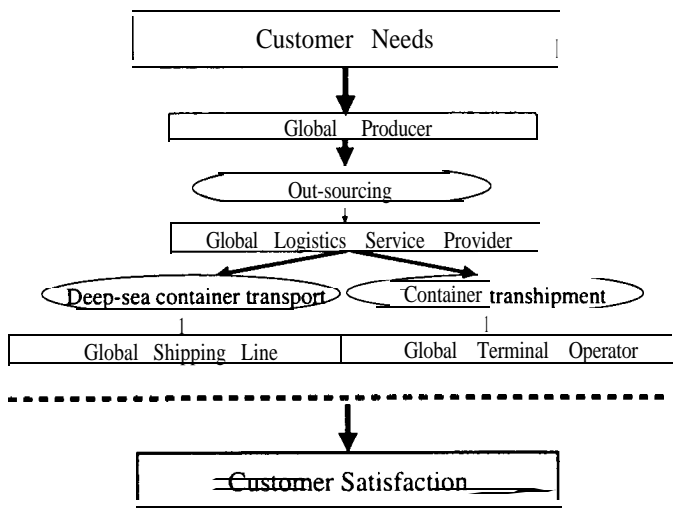 Customer Needs
Global Producer
Out-sourcing
Global Logistics Service Provider
Deep-sea container transport
Container transhipment
Global Shipping Line
Global Terminal Operator
Customer Satisfaction